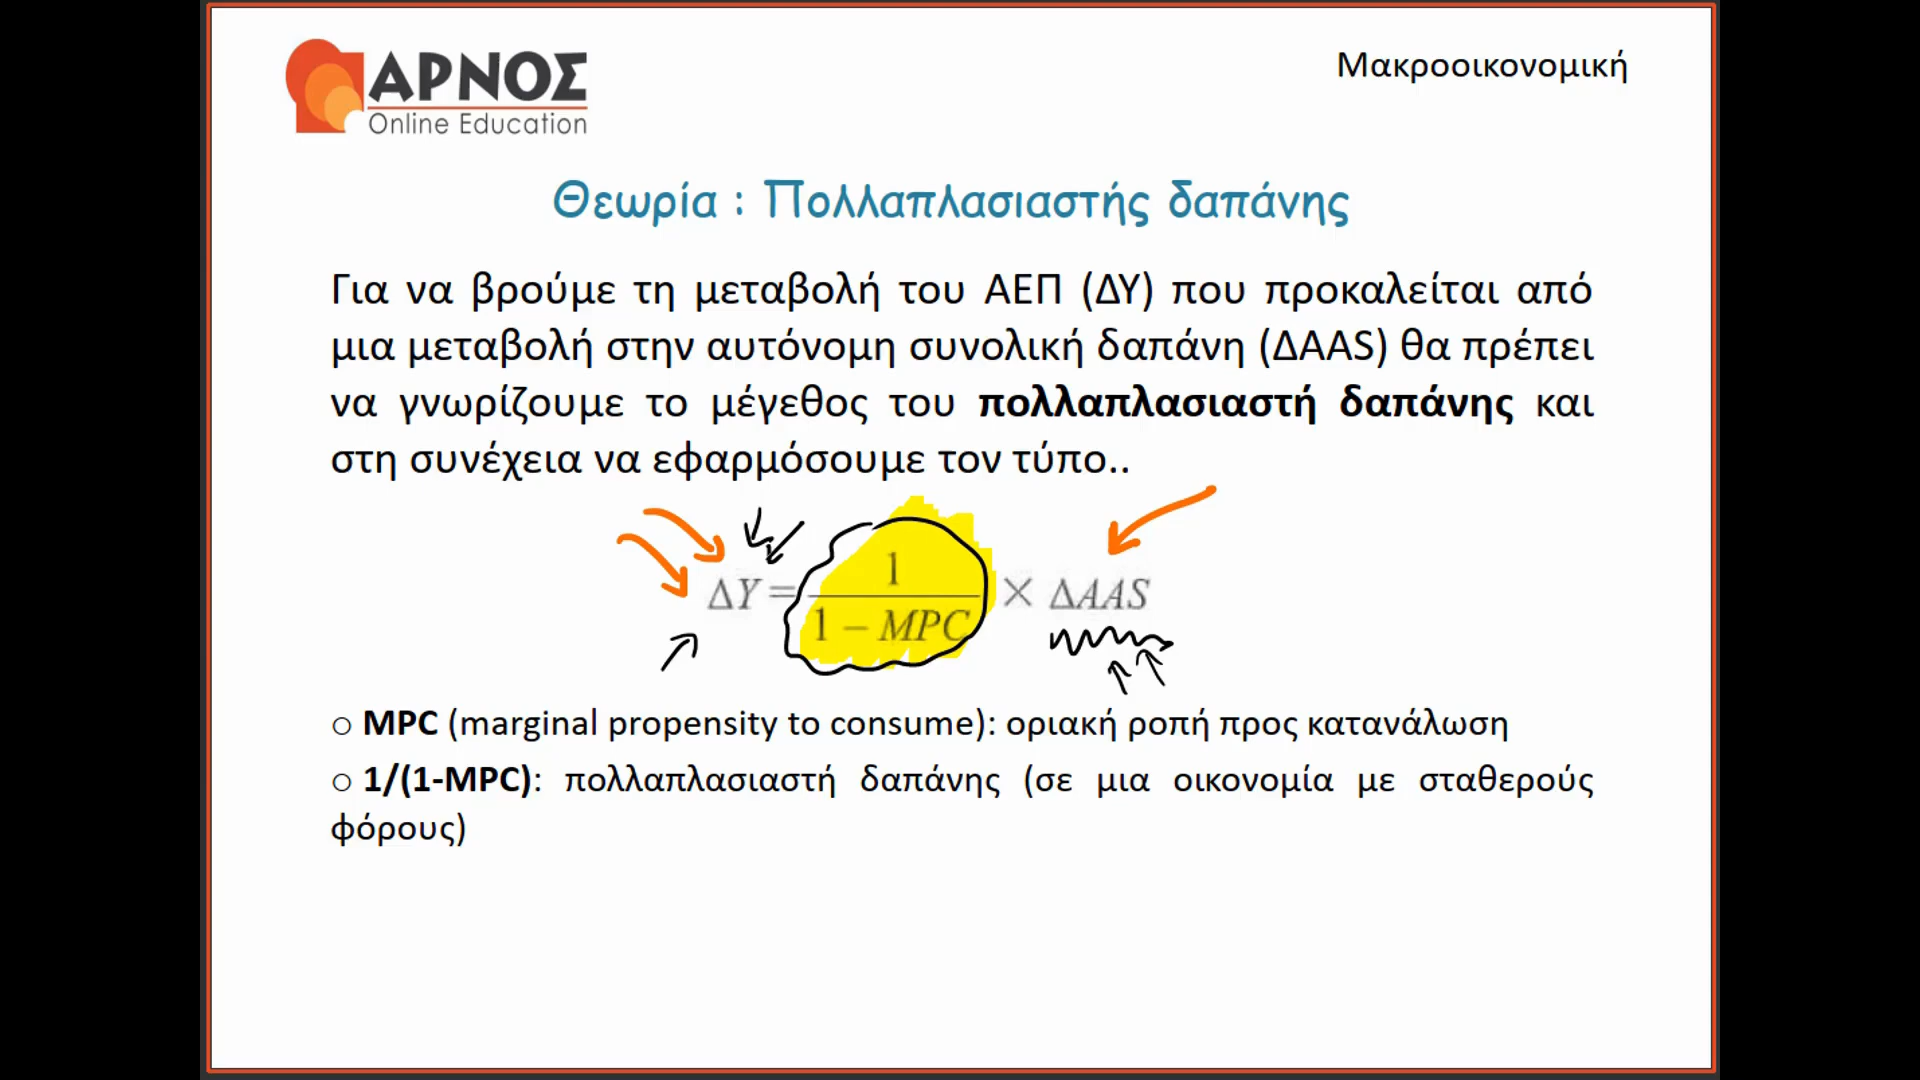 ΑΡΝΟΣ
Online Education
Μακροοικονομική
Θεωρία : Πολλαπλασιαστής δαπάνης
Για να βρούμε τη μεταβολή του ΑΕΠ (ΔΥ) που προκαλείται από
μια μεταβολή στην αυτόνομη συνολική δαπάνη (ΔAAS) θα πρέπει
να γνωρίζουμε το μέγεθος του πολλαπλασιαστή δαπάνης και
στη συνέχεια να εφαρμόσουμε τον τύπο..
ΔY = 1 / 1 − MPC × ΔAAS
○ MPC (marginal propensity to consume): οριακή ροπή προς κατανάλωση
○ 1/(1-MPC): πολλαπλασιαστή δαπάνης (σε μια οικονομία με σταθερούς
φόρους)